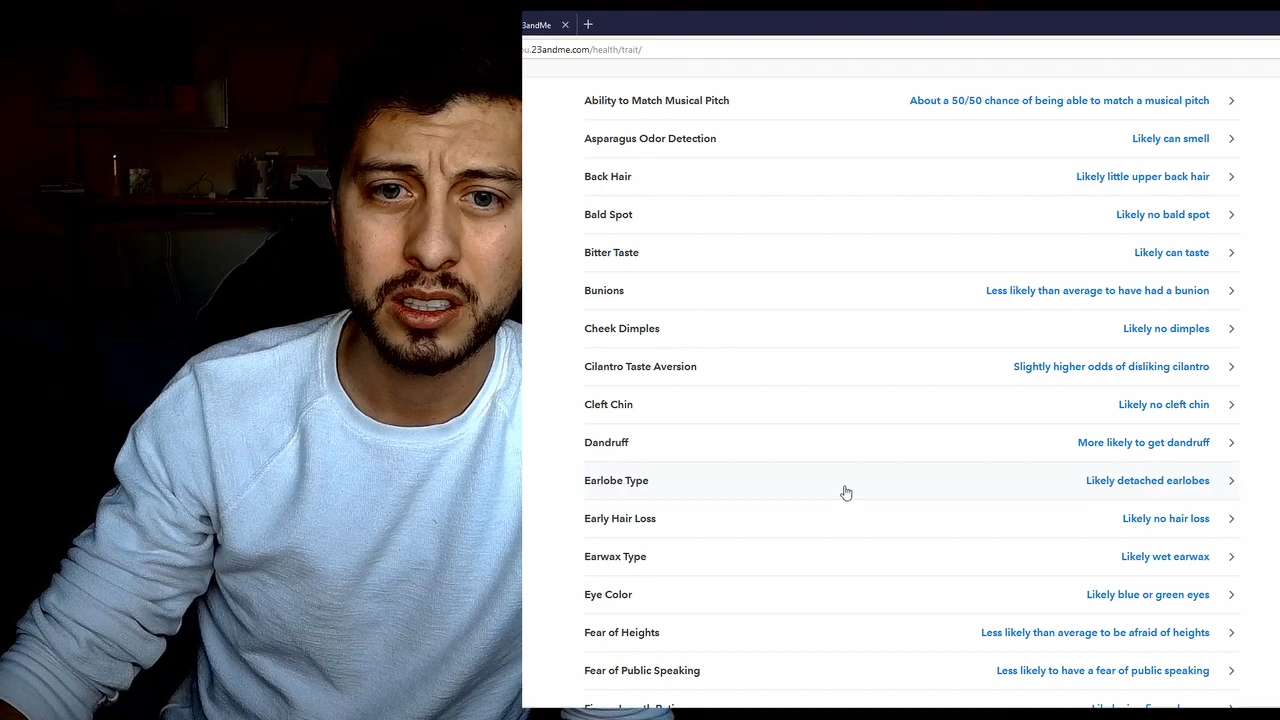 3andMe
u.23andme.com/health/trait/
Ability to Match Musical Pitch About a 50/50 chance of being able to match a musical pitch
Asparagus Odor Detection Likely can smell
Back Hair Likely little upper back hair
Bald Spot Likely no bald spot
Bitter Taste Likely can taste
Bunions Less likely than average to have had a bunion
Cheek Dimples Likely no dimples
Cilantro Taste Aversion Slightly higher odds of disliking cilantro
Cleft Chin Likely no cleft chin
Dandruff More likely to get dandruff
Earlobe Type Likely detached earlobes
Early Hair Loss Likely no hair loss
Earwax Type Likely wet earwax
Eye Color Likely blue or green eyes
Fear of Heights Less likely than average to be afraid of heights
Fear of Public Speaking Less likely to have a fear of public speaking